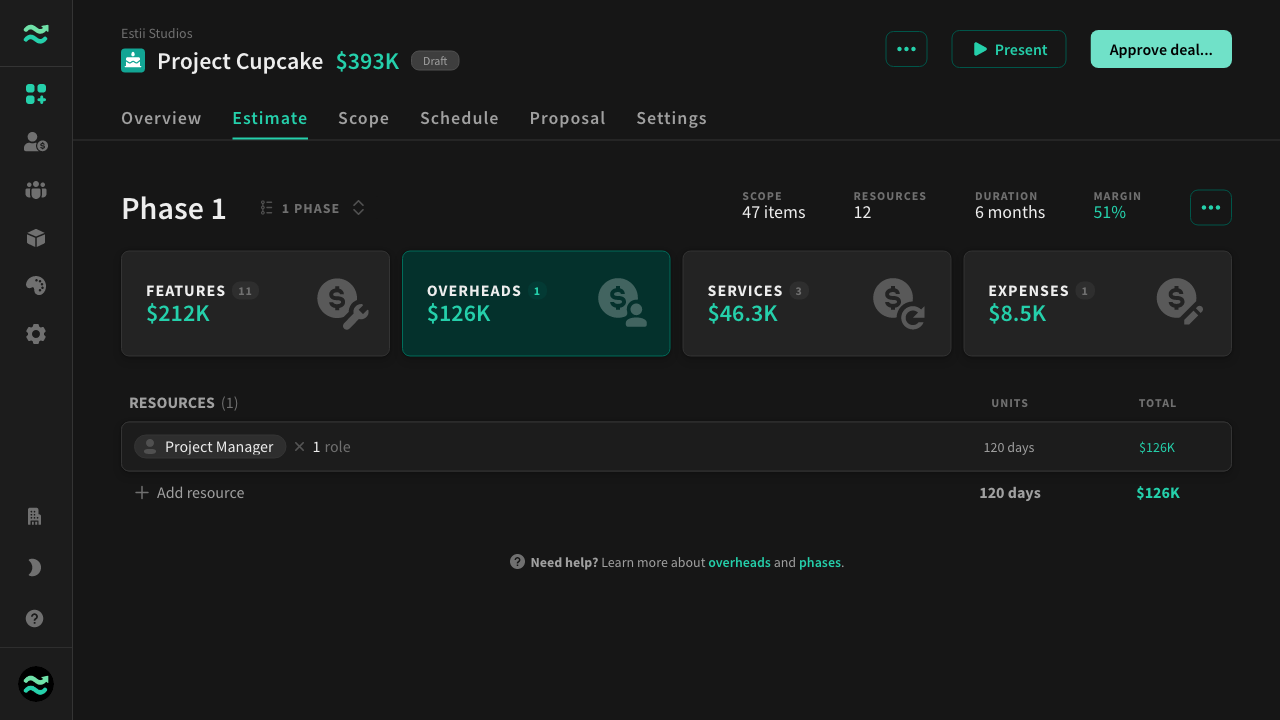 Estii Studios
Project Cupcake $393K Draft
... Present Approve deal...
Overview Estimate Scope Schedule Proposal Settings
Phase 1 1 PHASE
SCOPE RESOURCES DURATION MARGIN
47 items 12 6 months 51%
...
FEATURES 11
$212K
OVERHEADS 1
$126K
SERVICES 3
$46.3K
EXPENSES 1
$8.5K
RESOURCES (1) UNITS TOTAL
Project Manager × 1 role 120 days $126K
+ Add resource 120 days $126K
Need help? Learn more about overheads and phases.